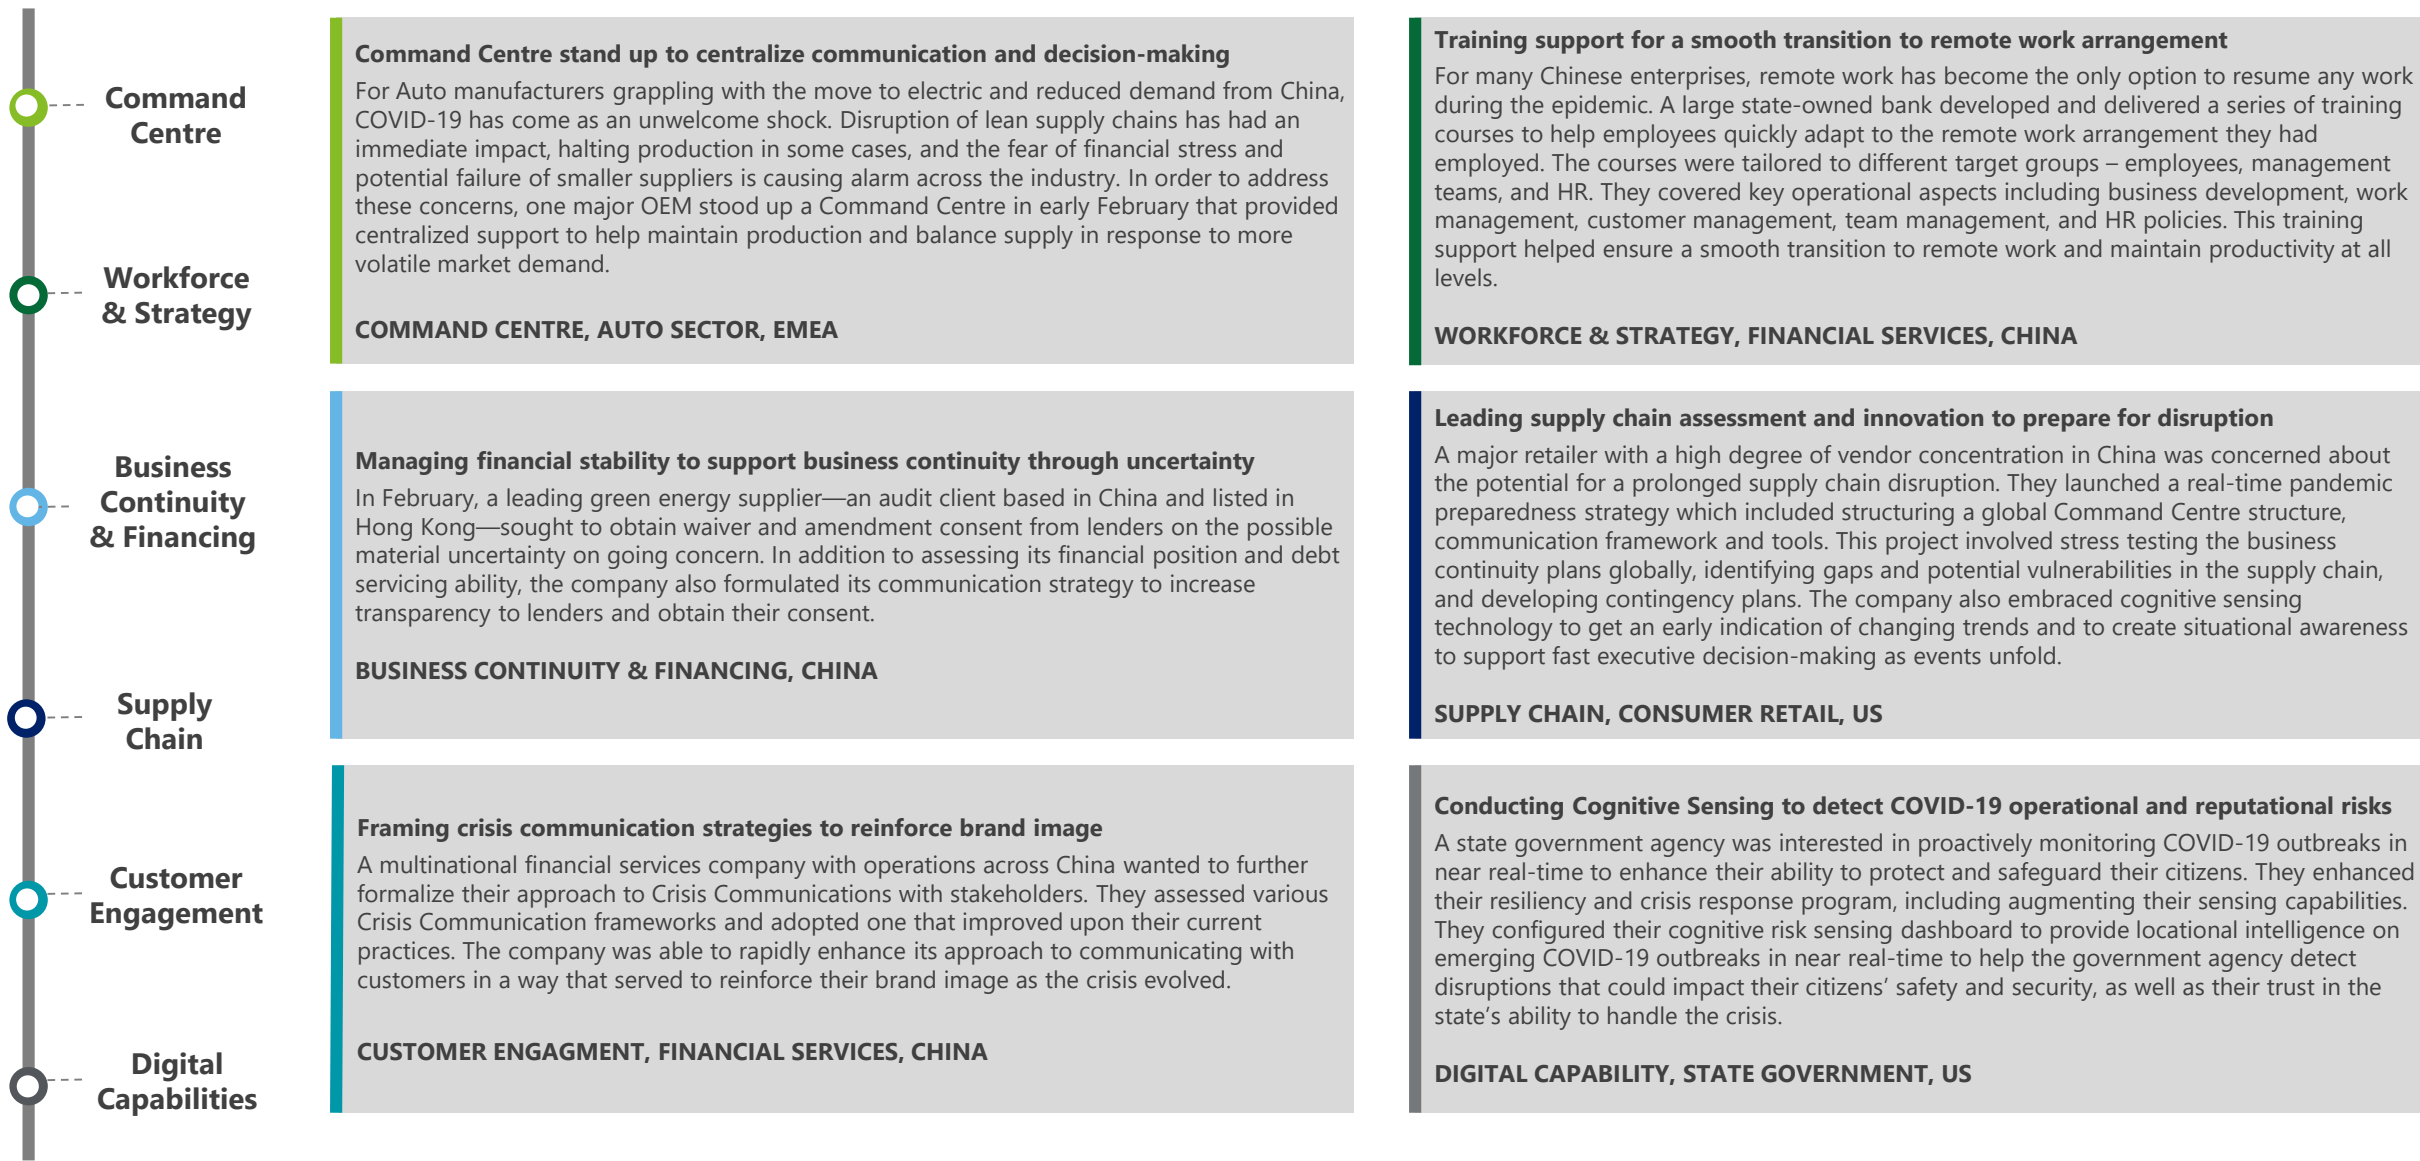 Command
Centre
Workforce
& Strategy
Business
Continuity
& Financing
Supply
Chain
Customer
Engagement
Digital
Capabilities
Command Centre stand up to centralize communication and decision-making
For Auto manufacturers grappling with the move to electric and reduced demand from China,
COVID-19 has come as an unwelcome shock. Disruption of lean supply chains has had an
immediate impact, halting production in some cases, and the fear of financial stress and
potential failure of smaller suppliers is causing alarm across the industry. In order to address
these concerns, one major OEM stood up a Command Centre in early February that provided
centralized support to help maintain production and balance supply in response to more
volatile market demand.
COMMAND CENTRE, AUTO SECTOR, EMEA
Training support for a smooth transition to remote work arrangement
For many Chinese enterprises, remote work has become the only option to resume any work
during the epidemic. A large state-owned bank developed and delivered a series of training
courses to help employees quickly adapt to the remote work arrangement they had
employed. The courses were tailored to different target groups – employees, management
teams, and HR. They covered key operational aspects including business development, work
management, customer management, team management, and HR policies. This training
support helped ensure a smooth transition to remote work and maintain productivity at all
levels.
WORKFORCE & STRATEGY, FINANCIAL SERVICES, CHINA
Managing financial stability to support business continuity through uncertainty
In February, a leading green energy supplier—an audit client based in China and listed in
Hong Kong—sought to obtain waiver and amendment consent from lenders on the possible
material uncertainty on going concern. In addition to assessing its financial position and debt
servicing ability, the company also formulated its communication strategy to increase
transparency to lenders and obtain their consent.
BUSINESS CONTINUITY & FINANCING, CHINA
Leading supply chain assessment and innovation to prepare for disruption
A major retailer with a high degree of vendor concentration in China was concerned about
the potential for a prolonged supply chain disruption. They launched a real-time pandemic
preparedness strategy which included structuring a global Command Centre structure,
communication framework and tools. This project involved stress testing the business
continuity plans globally, identifying gaps and potential vulnerabilities in the supply chain,
and developing contingency plans. The company also embraced cognitive sensing
technology to get an early indication of changing trends and to create situational awareness
to support fast executive decision-making as events unfold.
SUPPLY CHAIN, CONSUMER RETAIL, US
Framing crisis communication strategies to reinforce brand image
A multinational financial services company with operations across China wanted to further
formalize their approach to Crisis Communications with stakeholders. They assessed various
Crisis Communication frameworks and adopted one that improved upon their current
practices. The company was able to rapidly enhance its approach to communicating with
customers in a way that served to reinforce their brand image as the crisis evolved.
CUSTOMER ENGAGMENT, FINANCIAL SERVICES, CHINA
Conducting Cognitive Sensing to detect COVID-19 operational and reputational risks
A state government agency was interested in proactively monitoring COVID-19 outbreaks in
near real-time to enhance their ability to protect and safeguard their citizens. They enhanced
their resiliency and crisis response program, including augmenting their sensing capabilities.
They configured their cognitive risk sensing dashboard to provide locational intelligence on
emerging COVID-19 outbreaks in near real-time to help the government agency detect
disruptions that could impact their citizens’ safety and security, as well as their trust in the
state’s ability to handle the crisis.
DIGITAL CAPABILITY, STATE GOVERNMENT, US